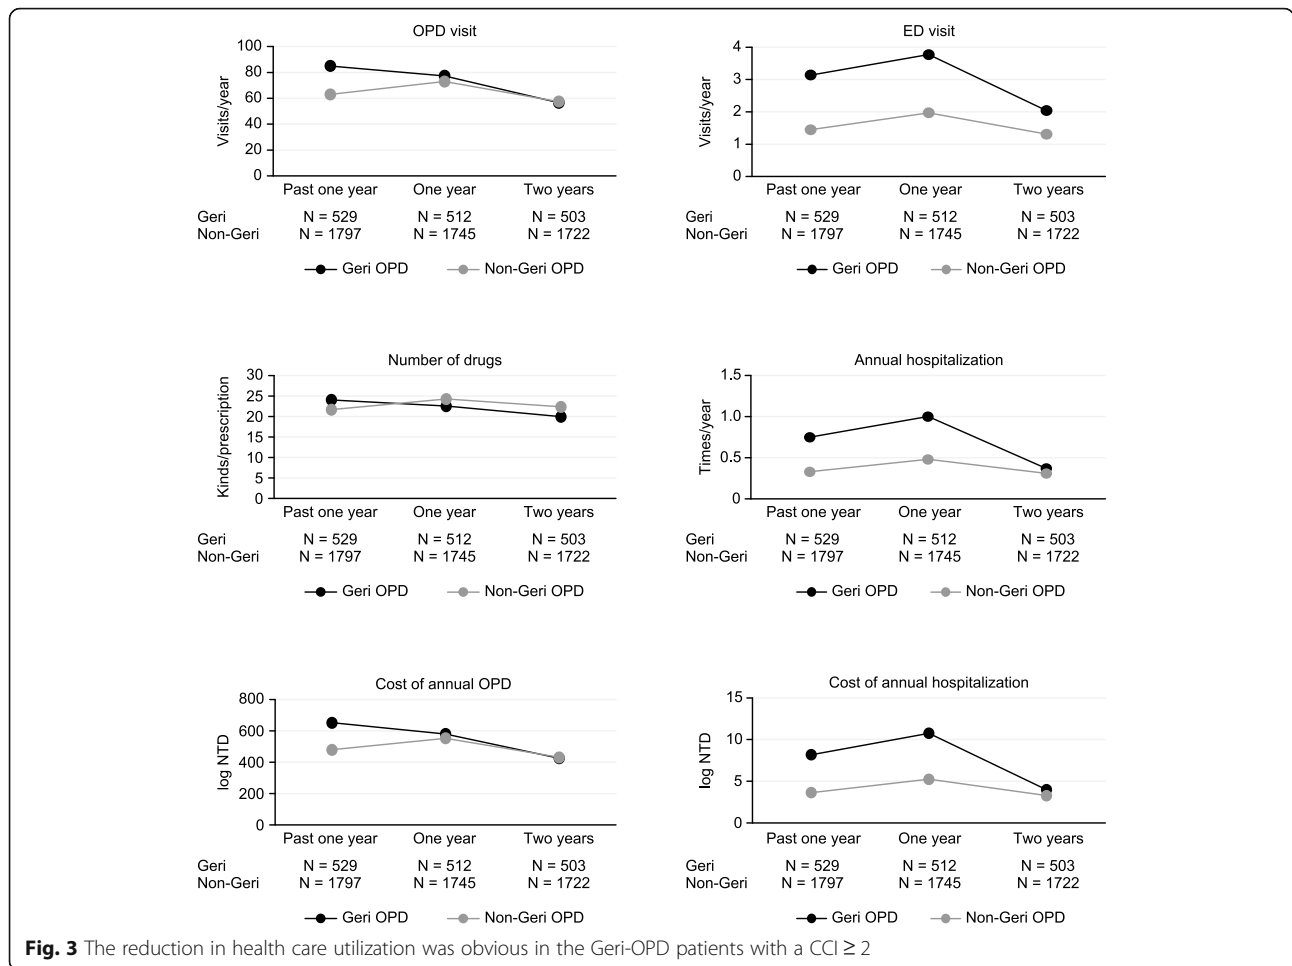 OPD visit
100
80
60
40
20
0
Visits/year
Past one year One year Two years
Geri N = 529 N = 512 N = 503
Non-Geri N = 1797 N = 1745 N = 1722
Geri OPD Non-Geri OPD
ED visit
4
3
2
1
0
Visits/year
Past one year One year Two years
Geri N = 529 N = 512 N = 503
Non-Geri N = 1797 N = 1745 N = 1722
Geri OPD Non-Geri OPD
Number of drugs
30
25
20
15
10
5
0
Kinds/prescription
Past one year One year Two years
Geri N = 529 N = 512 N = 503
Non-Geri N = 1797 N = 1745 N = 1722
Geri OPD Non-Geri OPD
Annual hospitalization
1.5
1.0
0.5
0
Times/year
Past one year One year Two years
Geri N = 529 N = 512 N = 503
Non-Geri N = 1797 N = 1745 N = 1722
Geri OPD Non-Geri OPD
Cost of annual OPD
800
600
400
200
0
log NTD
Past one year One year Two years
Geri N = 529 N = 512 N = 503
Non-Geri N = 1797 N = 1745 N = 1722
Geri OPD Non-Geri OPD
Cost of annual hospitalization
15
10
5
0
log NTD
Past one year One year Two years
Geri N = 529 N = 512 N = 503
Non-Geri N = 1797 N = 1745 N = 1722
Geri OPD Non-Geri OPD
Fig. 3 The reduction in health care utilization was obvious in the Geri-OPD patients with a CCI ≥ 2